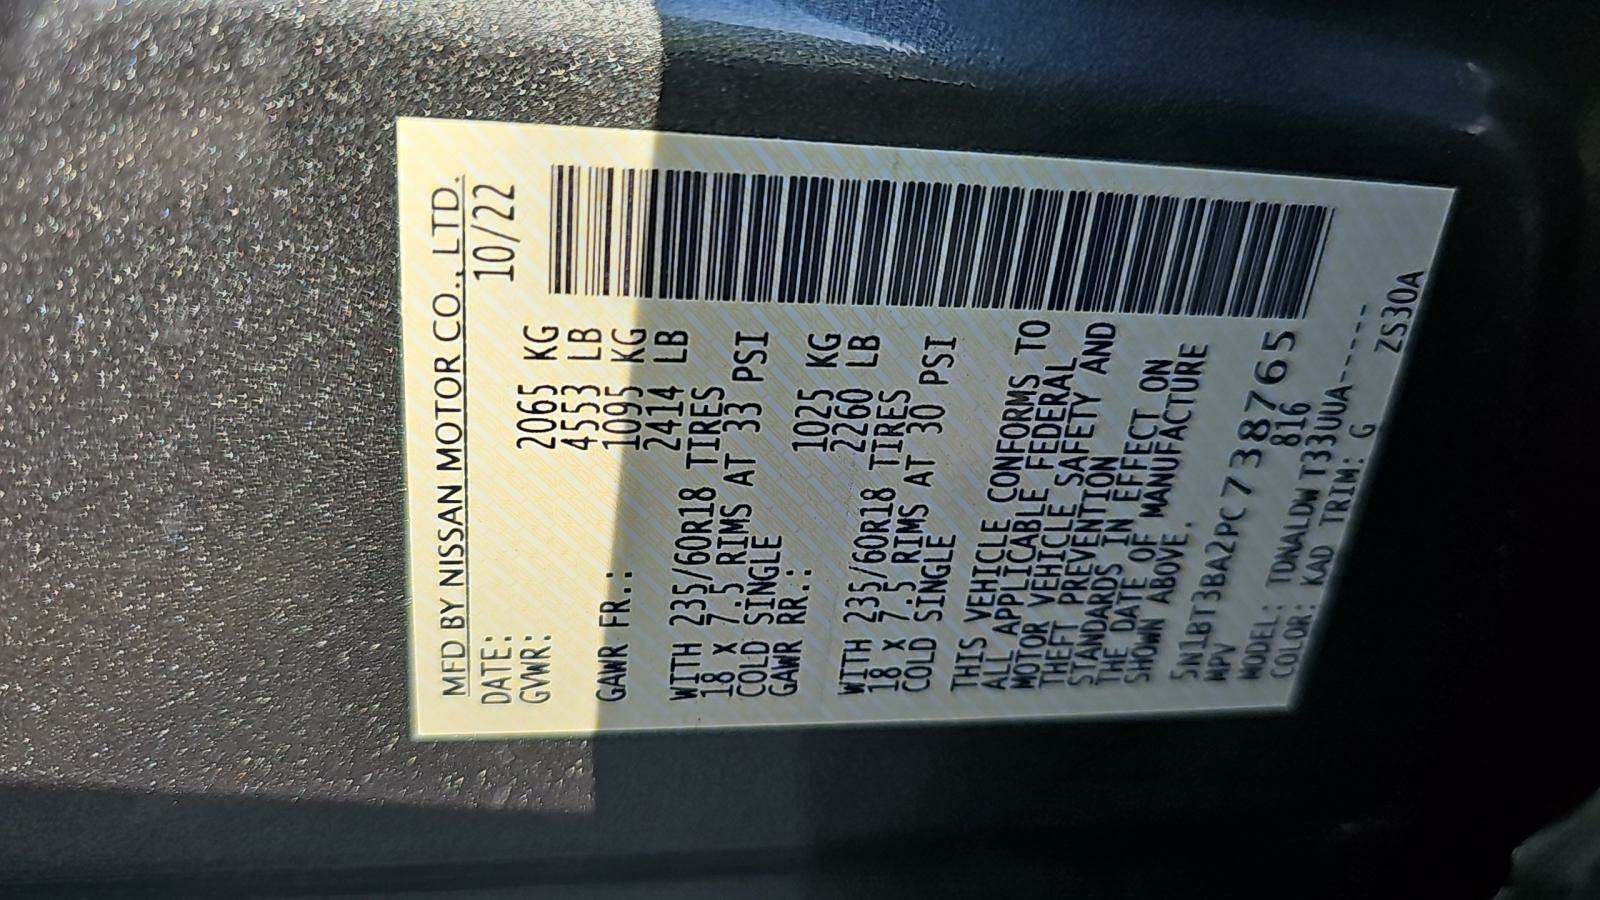 MFD BY NISSAN MOTOR CO., LTD.
DATE: 10/22
GVWR: 2065 KG
4553 LB
GAWR FR.: 1095 KG
2414 LB
WITH 235/60R18 TIRES
18 X 7.5 RIMS AT 33 PSI
COLD SINGLE
GAWR RR.: 1025 KG
2260 LB
WITH 235/60R18 TIRES
18 X 7.5 RIMS AT 30 PSI
COLD SINGLE
THIS VEHICLE CONFORMS TO
ALL APPLICABLE FEDERAL
MOTOR VEHICLE SAFETY AND
THEFT PREVENTION
STANDARDS IN EFFECT ON
THE DATE OF MANUFACTURE
SHOWN ABOVE.
5N1BT3BA2PC738765
MPV 816
MODEL: TDNALDWT33UUA-----
COLOR: KAD TRIM: G ZS30A